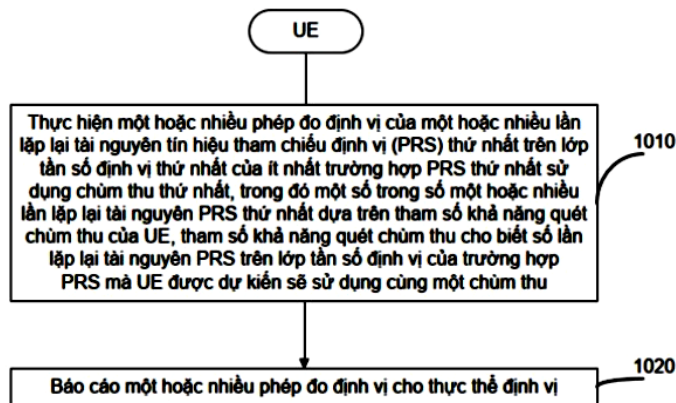 UE
Thực hiện một hoặc nhiều phép đo định vị của một hoặc nhiều lần
lặp lại tài nguyên tín hiệu tham chiếu định vị (PRS) thứ nhất trên lớp
tần số định vị thứ nhất của ít nhất trường hợp PRS thứ nhất sử
dụng chùm thu thứ nhất, trong đó một số trong số một hoặc nhiều
lần lặp lại tài nguyên PRS thứ nhất dựa trên tham số khả năng quét
chùm thu của UE, tham số khả năng quét chùm thu cho biết số lần
lặp lại tài nguyên PRS trên lớp tần số định vị của trường hợp
PRS mà UE được dự kiến sẽ sử dụng cùng một chùm thu
1010
Báo cáo một hoặc nhiều phép đo định vị cho thực thể định vị
1020